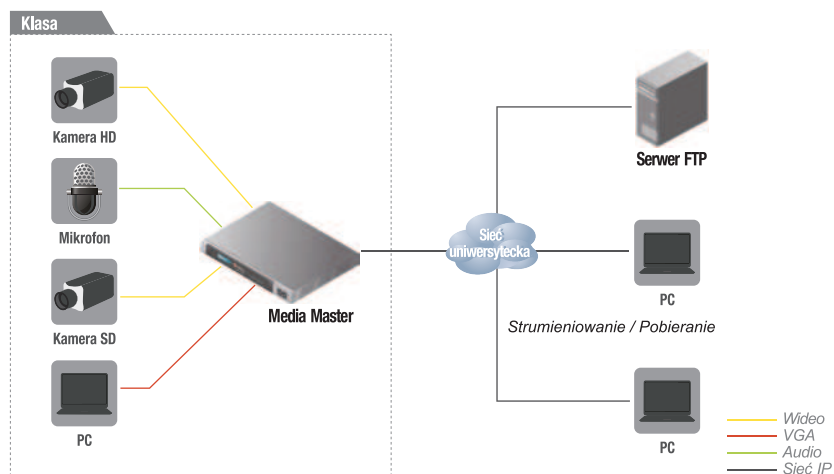 Klasa
Kamera HD
Mikrofon
Kamera SD
PC
Media Master
Sieć
uniwersytecka
Serwer FTP
PC
Strumieniowanie / Pobieranie
PC
Wideo
VGA
Audio
Sieć IP